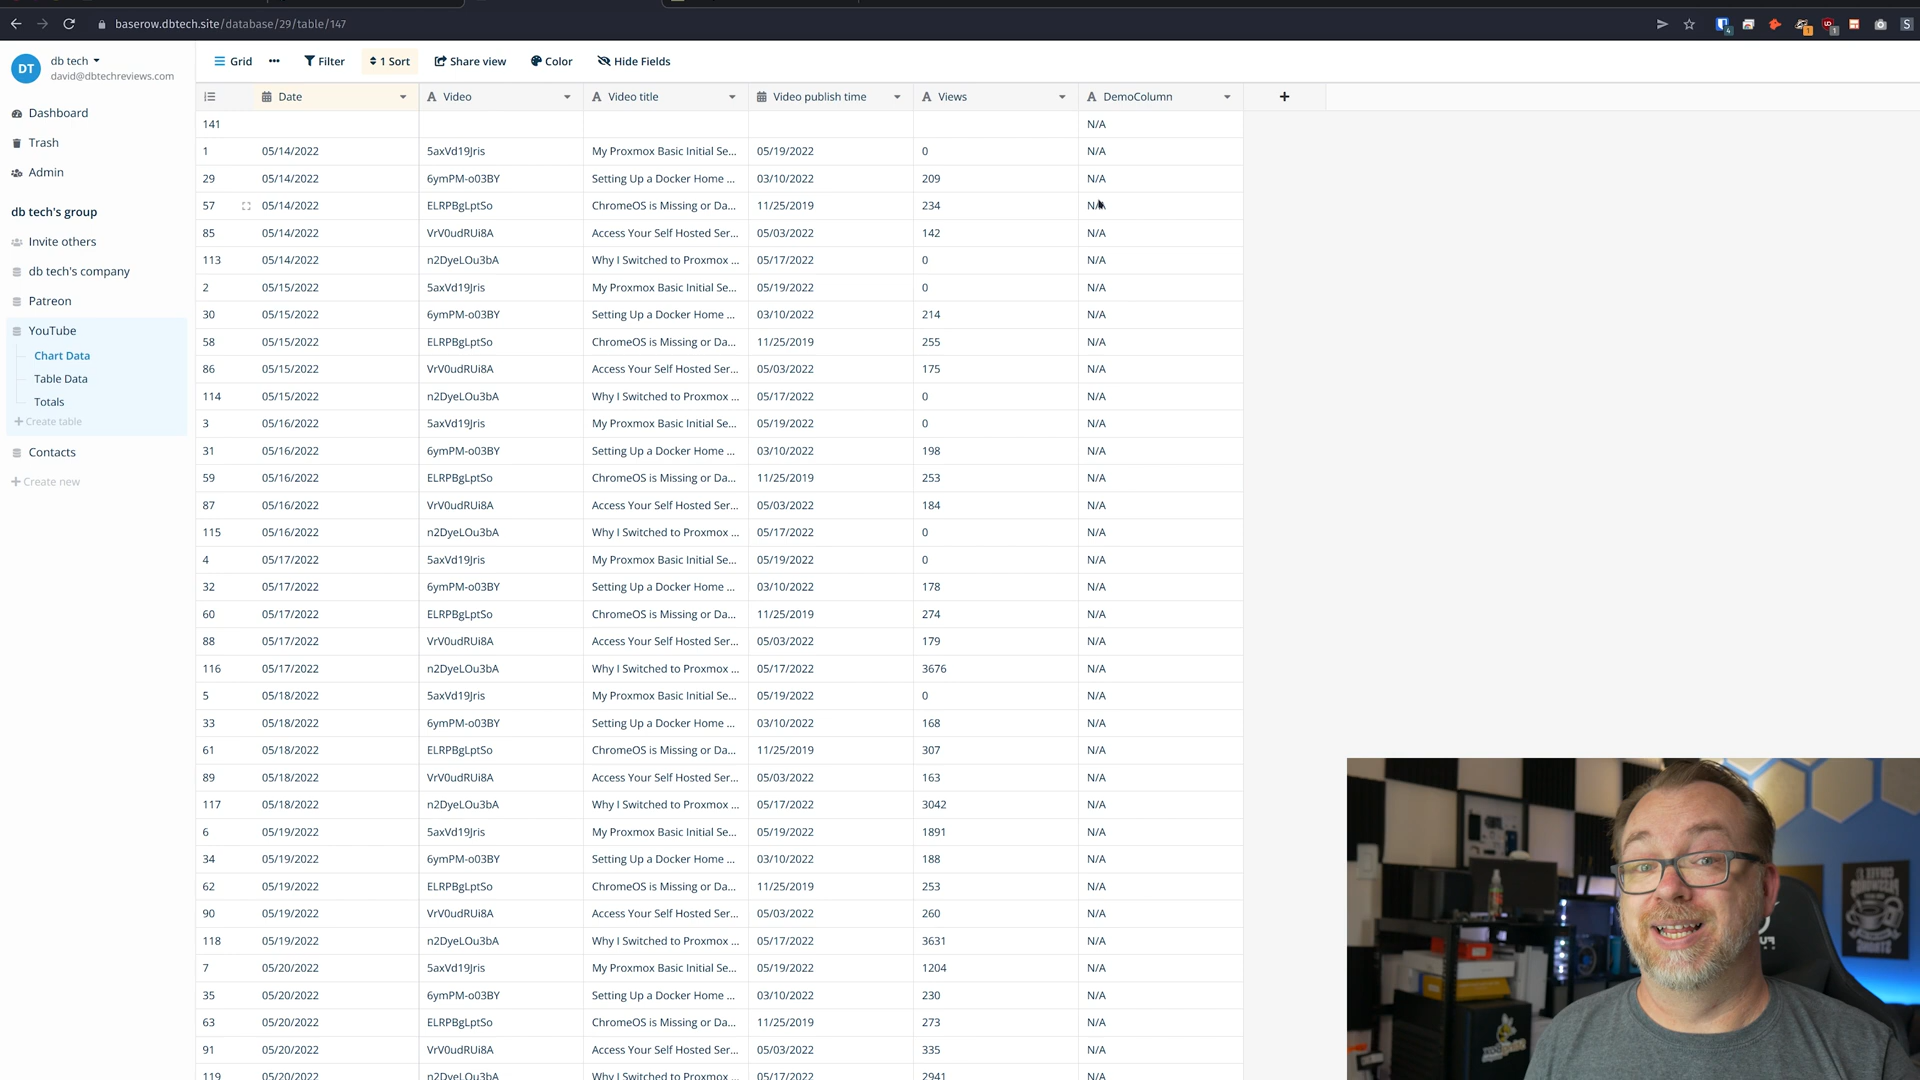 baserow.dbtech.site/database/29/table/147
DT
db tech
david@dbtechreviews.com
Dashboard
Trash
Admin
db tech's group
Invite others
db tech's company
Patreon
YouTube
Chart Data
Table Data
Totals
+ Create table
Contacts
+ Create new
Grid ••• Filter 1 Sort Share view Color Hide Fields
Date Video Video title Video publish time Views DemoColumn +
141 N/A
1 05/14/2022 5axVd19Jris My Proxmox Basic Initial Se... 05/19/2022 0 N/A
29 05/14/2022 6ymPM-o03BY Setting Up a Docker Home ... 03/10/2022 209 N/A
57 05/14/2022 ELRPBgLptSo ChromeOS is Missing or Da... 11/25/2019 234 N/A
85 05/14/2022 VrV0udRUi8A Access Your Self Hosted Ser... 05/03/2022 142 N/A
113 05/14/2022 n2DyeLOu3bA Why I Switched to Proxmox ... 05/17/2022 0 N/A
2 05/15/2022 5axVd19Jris My Proxmox Basic Initial Se... 05/19/2022 0 N/A
30 05/15/2022 6ymPM-o03BY Setting Up a Docker Home ... 03/10/2022 214 N/A
58 05/15/2022 ELRPBgLptSo ChromeOS is Missing or Da... 11/25/2019 255 N/A
86 05/15/2022 VrV0udRUi8A Access Your Self Hosted Ser... 05/03/2022 175 N/A
114 05/15/2022 n2DyeLOu3bA Why I Switched to Proxmox ... 05/17/2022 0 N/A
3 05/16/2022 5axVd19Jris My Proxmox Basic Initial Se... 05/19/2022 0 N/A
31 05/16/2022 6ymPM-o03BY Setting Up a Docker Home ... 03/10/2022 198 N/A
59 05/16/2022 ELRPBgLptSo ChromeOS is Missing or Da... 11/25/2019 253 N/A
87 05/16/2022 VrV0udRUi8A Access Your Self Hosted Ser... 05/03/2022 184 N/A
115 05/16/2022 n2DyeLOu3bA Why I Switched to Proxmox ... 05/17/2022 0 N/A
4 05/17/2022 5axVd19Jris My Proxmox Basic Initial Se... 05/19/2022 0 N/A
32 05/17/2022 6ymPM-o03BY Setting Up a Docker Home ... 03/10/2022 178 N/A
60 05/17/2022 ELRPBgLptSo ChromeOS is Missing or Da... 11/25/2019 274 N/A
88 05/17/2022 VrV0udRUi8A Access Your Self Hosted Ser... 05/03/2022 179 N/A
116 05/17/2022 n2DyeLOu3bA Why I Switched to Proxmox ... 05/17/2022 3676 N/A
5 05/18/2022 5axVd19Jris My Proxmox Basic Initial Se... 05/19/2022 0 N/A
33 05/18/2022 6ymPM-o03BY Setting Up a Docker Home ... 03/10/2022 168 N/A
61 05/18/2022 ELRPBgLptSo ChromeOS is Missing or Da... 11/25/2019 307 N/A
89 05/18/2022 VrV0udRUi8A Access Your Self Hosted Ser... 05/03/2022 163 N/A
117 05/18/2022 n2DyeLOu3bA Why I Switched to Proxmox ... 05/17/2022 3042 N/A
6 05/19/2022 5axVd19Jris My Proxmox Basic Initial Se... 05/19/2022 1891 N/A
34 05/19/2022 6ymPM-o03BY Setting Up a Docker Home ... 03/10/2022 188 N/A
62 05/19/2022 ELRPBgLptSo ChromeOS is Missing or Da... 11/25/2019 253 N/A
90 05/19/2022 VrV0udRUi8A Access Your Self Hosted Ser... 05/03/2022 260 N/A
118 05/19/2022 n2DyeLOu3bA Why I Switched to Proxmox ... 05/17/2022 3631 N/A
7 05/20/2022 5axVd19Jris My Proxmox Basic Initial Se... 05/19/2022 1204 N/A
35 05/20/2022 6ymPM-o03BY Setting Up a Docker Home ... 03/10/2022 230 N/A
63 05/20/2022 ELRPBgLptSo ChromeOS is Missing or Da... 11/25/2019 273 N/A
91 05/20/2022 VrV0udRUi8A Access Your Self Hosted Ser... 05/03/2022 335 N/A
119 05/20/2022 n2DyeLOu3bA Why I Switched to Proxmox ... 05/17/2022 2941 N/A